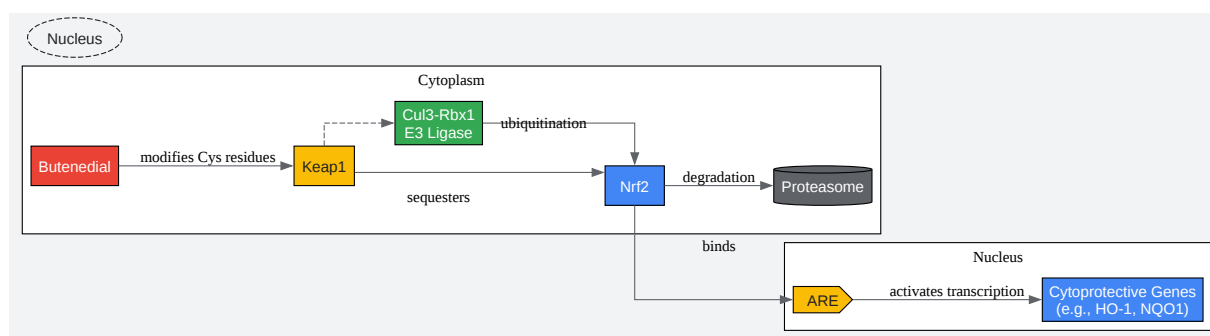 Nucleus
Cytoplasm
Cul3-Rbx1
E3 Ligase
ubiquitination
Butenedial
modifies Cys residues
Keap1
sequesters
Nrf2
degradation
Proteasome
binds
Nucleus
ARE
activates transcription
Cytoprotective Genes
(e.g., HO-1, NQO1)